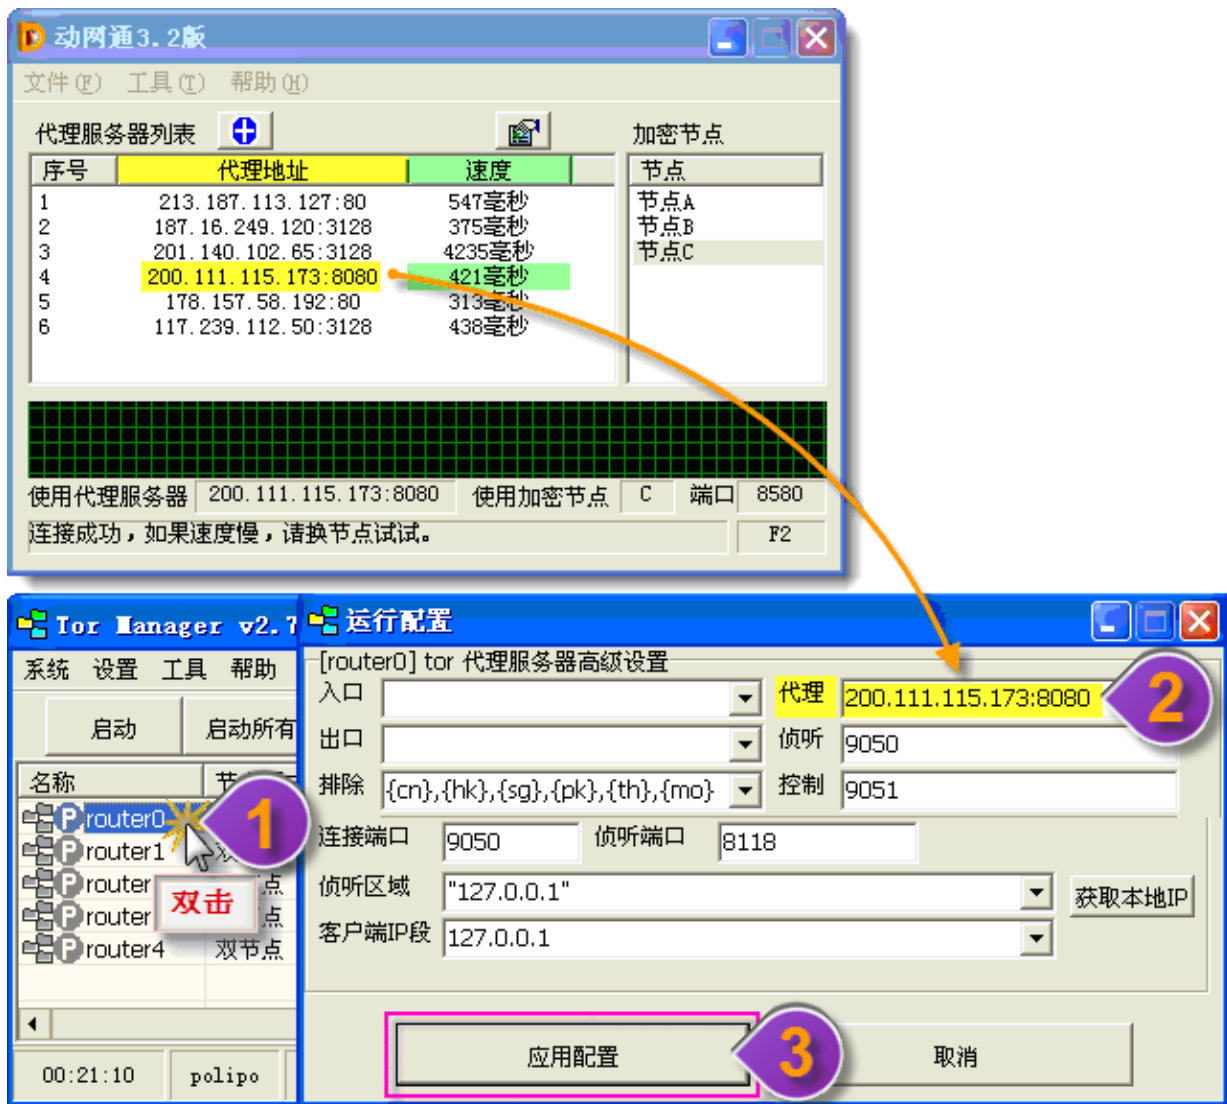 动网通3.2版
文件(F) 工具(T) 帮助(H)
代理服务器列表 加密节点
序号 代理地址 速度 节点
1 213.187.113.127:80 547毫秒 节点A
2 187.16.249.120:3128 375毫秒 节点B
3 201.140.102.65:3128 4235毫秒 节点C
4 200.111.115.173:8080 421毫秒
5 178.157.58.192:80 313毫秒
6 117.239.112.50:3128 438毫秒
使用代理服务器 200.111.115.173:8080 使用加密节点 C 端口 8580
连接成功，如果速度慢，请换节点试试。 F2
Tor Manager v2.7
系统 设置 工具 帮助
启动 启动所有
名称
router0
router1
router
router 点
router4 双节点
双击
1
00:21:10 polipo
运行配置
[router0] tor 代理服务器高级设置
入口 代理 200.111.115.173:8080
2
出口 侦听 9050
排除 {cn},{hk},{sg},{pk},{th},{mo} 控制 9051
连接端口 9050 侦听端口 8118
侦听区域 "127.0.0.1" 获取本地IP
客户端IP段 127.0.0.1
应用配置 3 取消